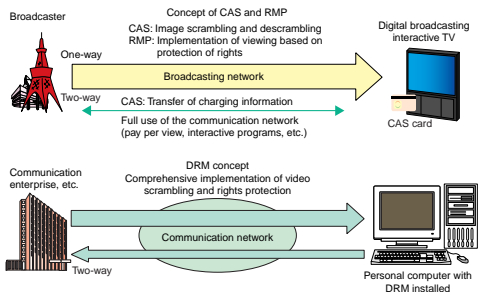 Broadcaster
Concept of CAS and RMP
CAS: Image scrambling and descrambling
RMP: Implementation of viewing based on
protection of rights
Digital broadcasting
interactive TV
One-way
Broadcasting network
Two-way
CAS: Transfer of charging information
Full use of the communication network
(pay per view, interactive programs, etc.)
CAS card
Communication
enterprise, etc.
DRM concept
Comprehensive implementation of video
scrambling and rights protection
Communication network
Two-way
Personal computer with
DRM installed